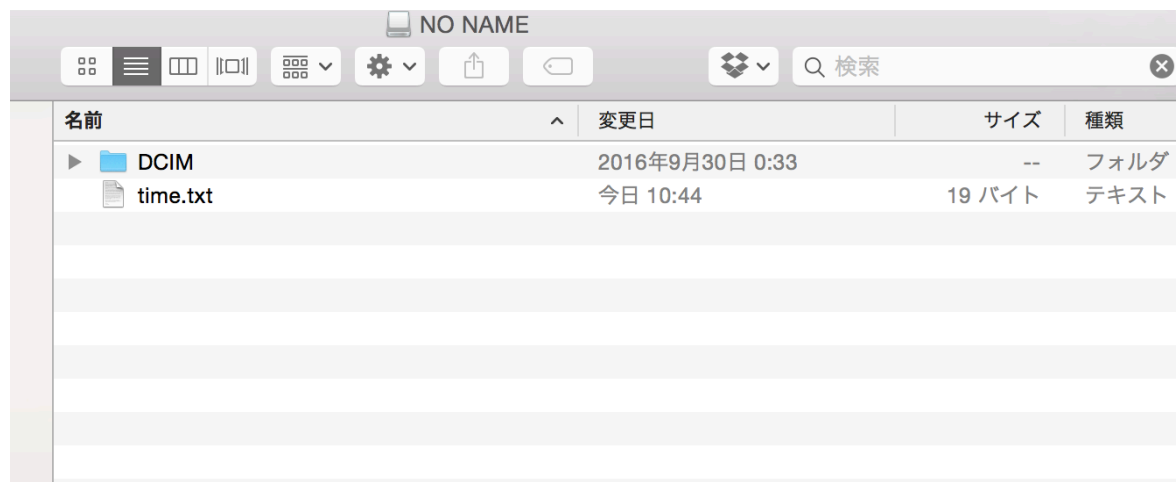 NO NAME
検索
名前 変更日 サイズ 種類
DCIM 2016年9月30日 0:33 -- フォルダ
time.txt 今日 10:44 19 バイト テキスト